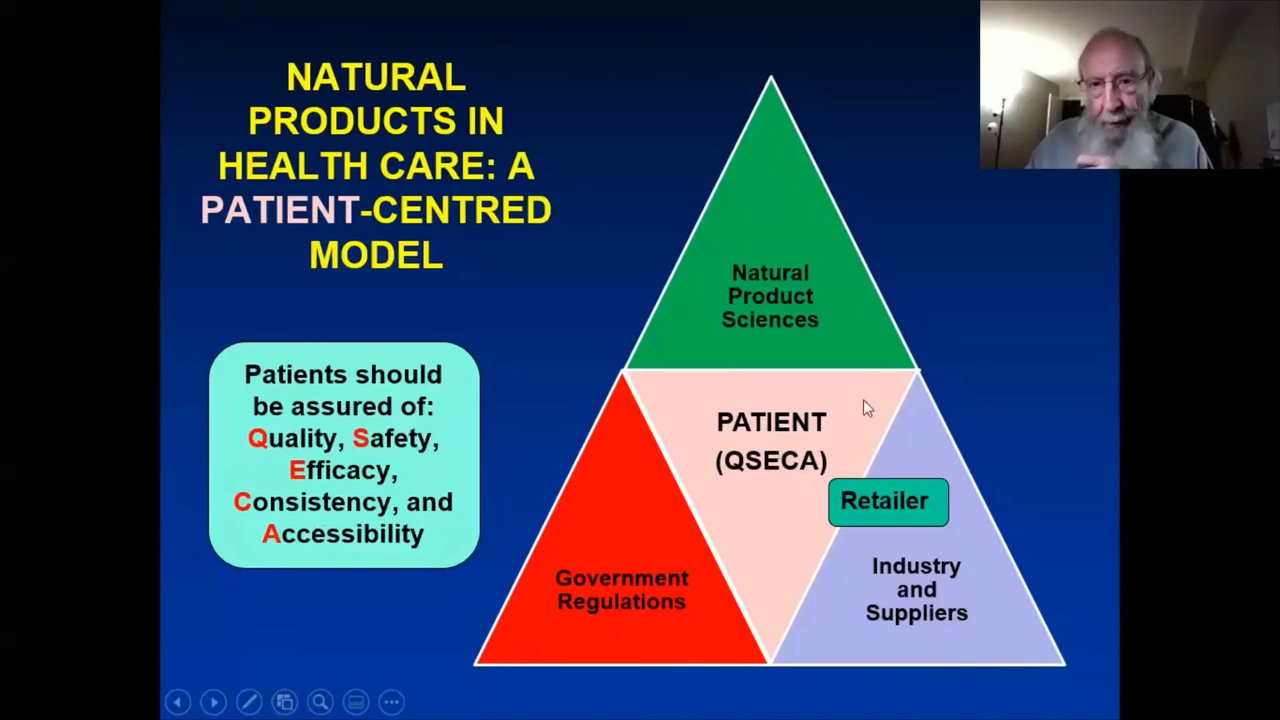 NATURAL
PRODUCTS IN
HEALTH CARE: A
PATIENT-CENTRED
MODEL
Patients should
be assured of:
Quality, Safety,
Efficacy,
Consistency, and
Accessibility
Natural
Product
Sciences
PATIENT
(QSECA)
Retailer
Government
Regulations
Industry
and
Suppliers